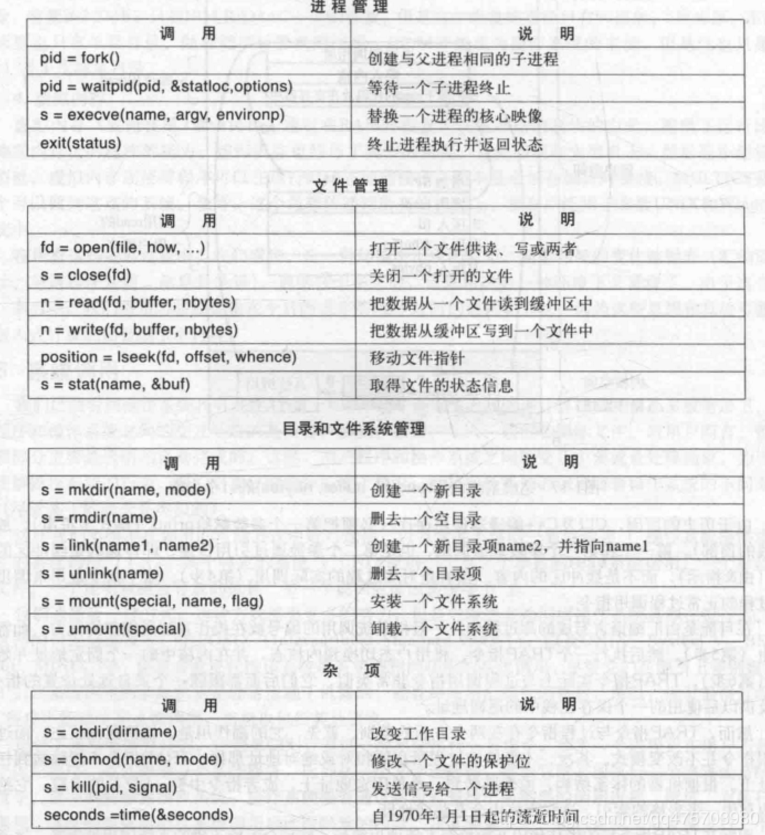 进程管理
调 用 说 明
pid = fork() 创建与父进程相同的子进程
pid = waitpid(pid, &statloc,options) 等待一个子进程终止
s = execve(name, argv, environp) 替换一个进程的核心映像
exit(status) 终止进程执行并返回状态
文件管理
调 用 说 明
fd = open(file, how, ...) 打开一个文件供读、写或两者
s = close(fd) 关闭一个打开的文件
n = read(fd, buffer, nbytes) 把数据从一个文件读到缓冲区中
n = write(fd, buffer, nbytes) 把数据从缓冲区写到一个文件中
position = lseek(fd, offset, whence) 移动文件指针
s = stat(name, &buf) 取得文件的状态信息
目录和文件系统管理
调 用 说 明
s = mkdir(name, mode) 创建一个新目录
s = rmdir(name) 删去一个空目录
s = link(name1, name2) 创建一个新目录项name2，并指向name1
s = unlink(name) 删去一个目录项
s = mount(special, name, flag) 安装一个文件系统
s = umount(special) 卸载一个文件系统
杂 项
调 用 说 明
s = chdir(dirname) 改变工作目录
s = chmod(name, mode) 修改一个文件的保护位
s = kill(pid, signal) 发送信号给一个进程
seconds =time(&seconds) 自1970年1月1日起的流逝时间